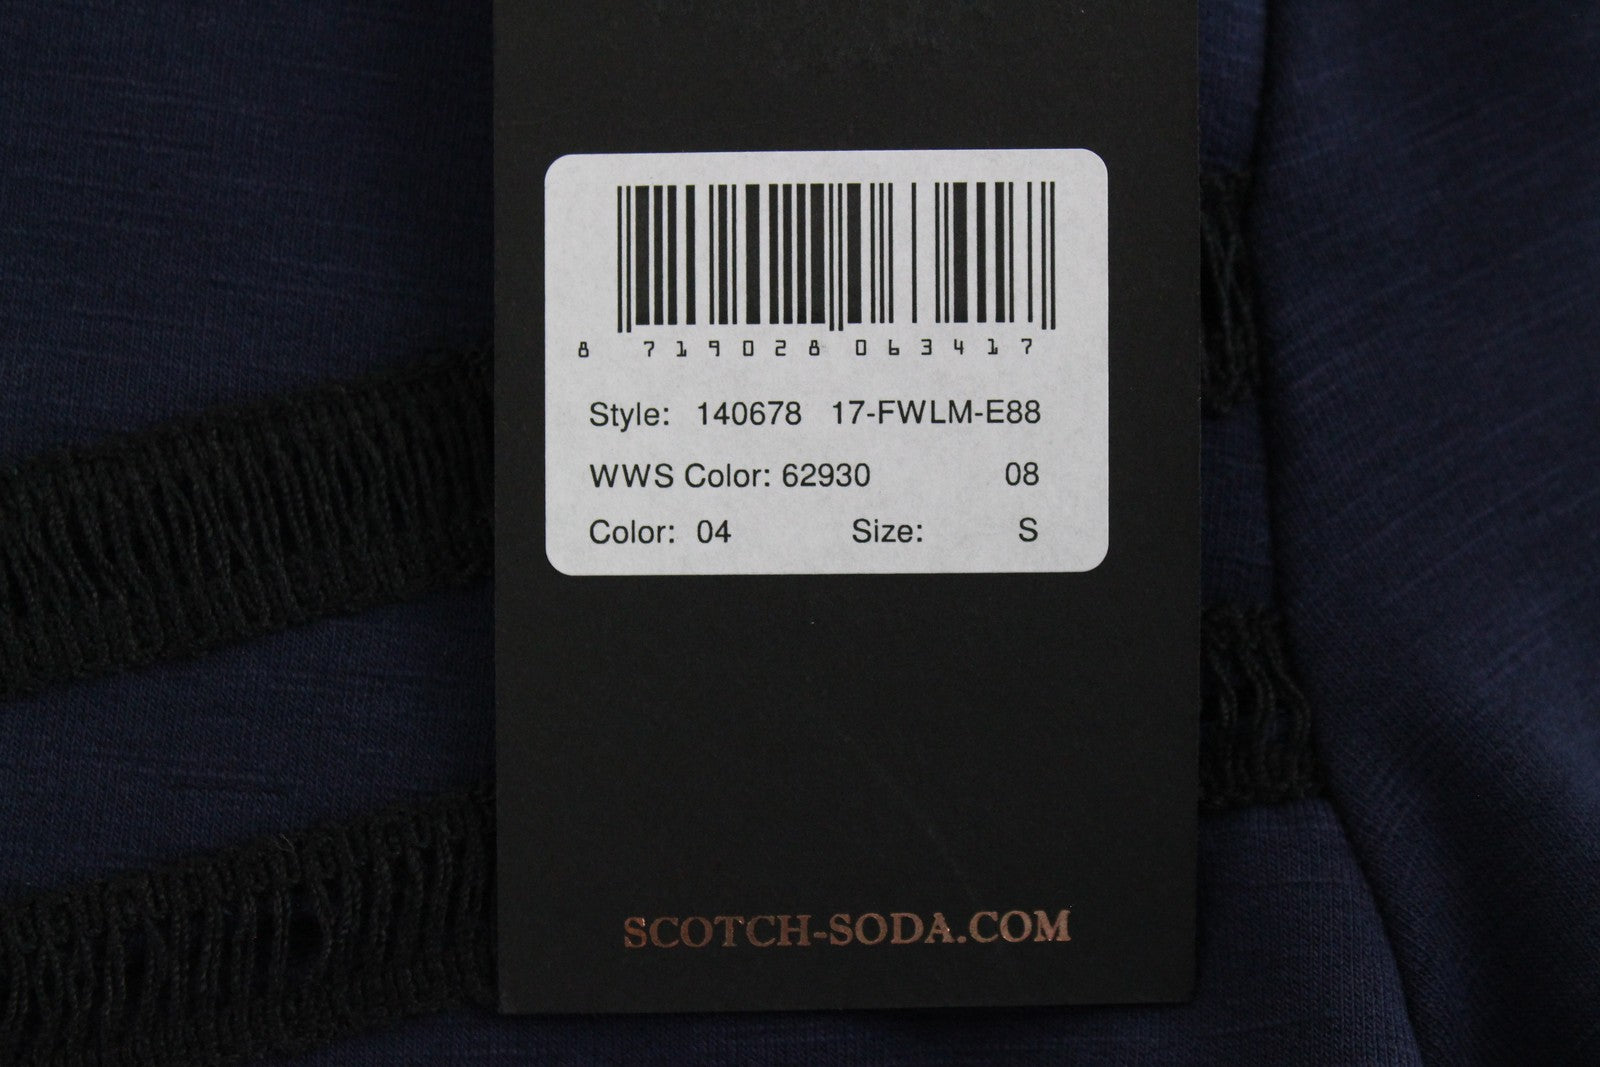 8 719028 063417
Style: 140678 17-FWLM-E88
WWS Color: 62930 08
Color: 04 Size: S
SCOTCH-SODA.COM